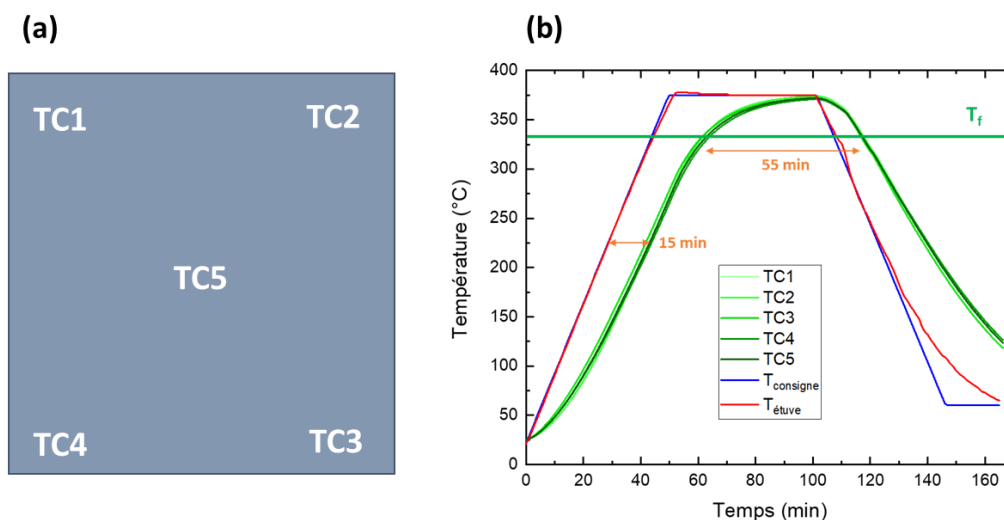 (a)
TC1
TC2
TC5
TC4
TC3
(b)
400
350
300
250
200
150
100
50
0
Température (°C)
T_f
55 min
15 min
TC1
TC2
TC3
TC4
TC5
T_consigne
T_étuve
0 20 40 60 80 100 120 140 160
Temps (min)